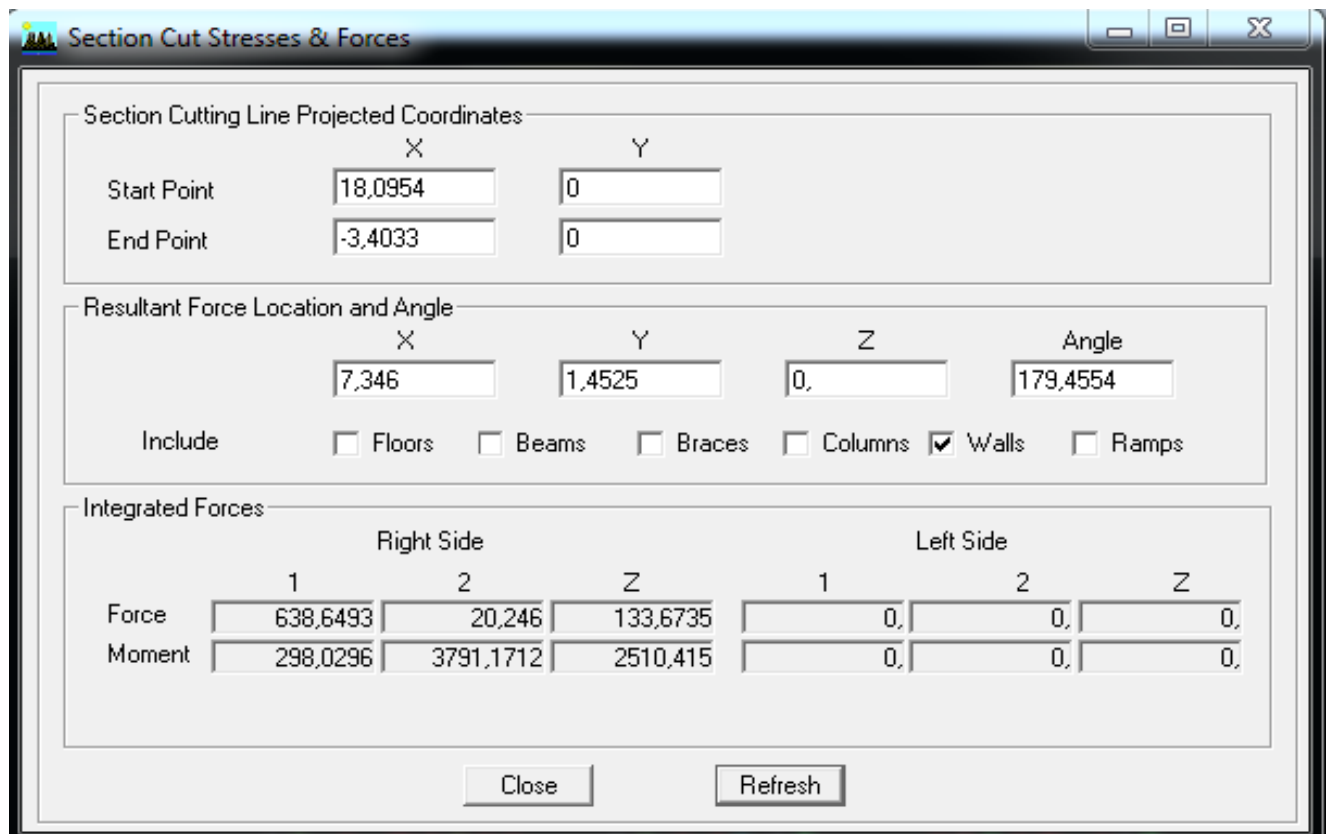 Section Cut Stresses & Forces
Section Cutting Line Projected Coordinates
X Y
Start Point 18,0954 0
End Point -3,4033 0
Resultant Force Location and Angle
X Y Z Angle
7,346 1,4525 0, 179,4554
Include Floors Beams Braces Columns Walls Ramps
Integrated Forces
Right Side Left Side
1 2 Z 1 2 Z
Force 638,6493 20,246 133,6735 0, 0, 0,
Moment 298,0296 3791,1712 2510,415 0, 0, 0,
Close Refresh